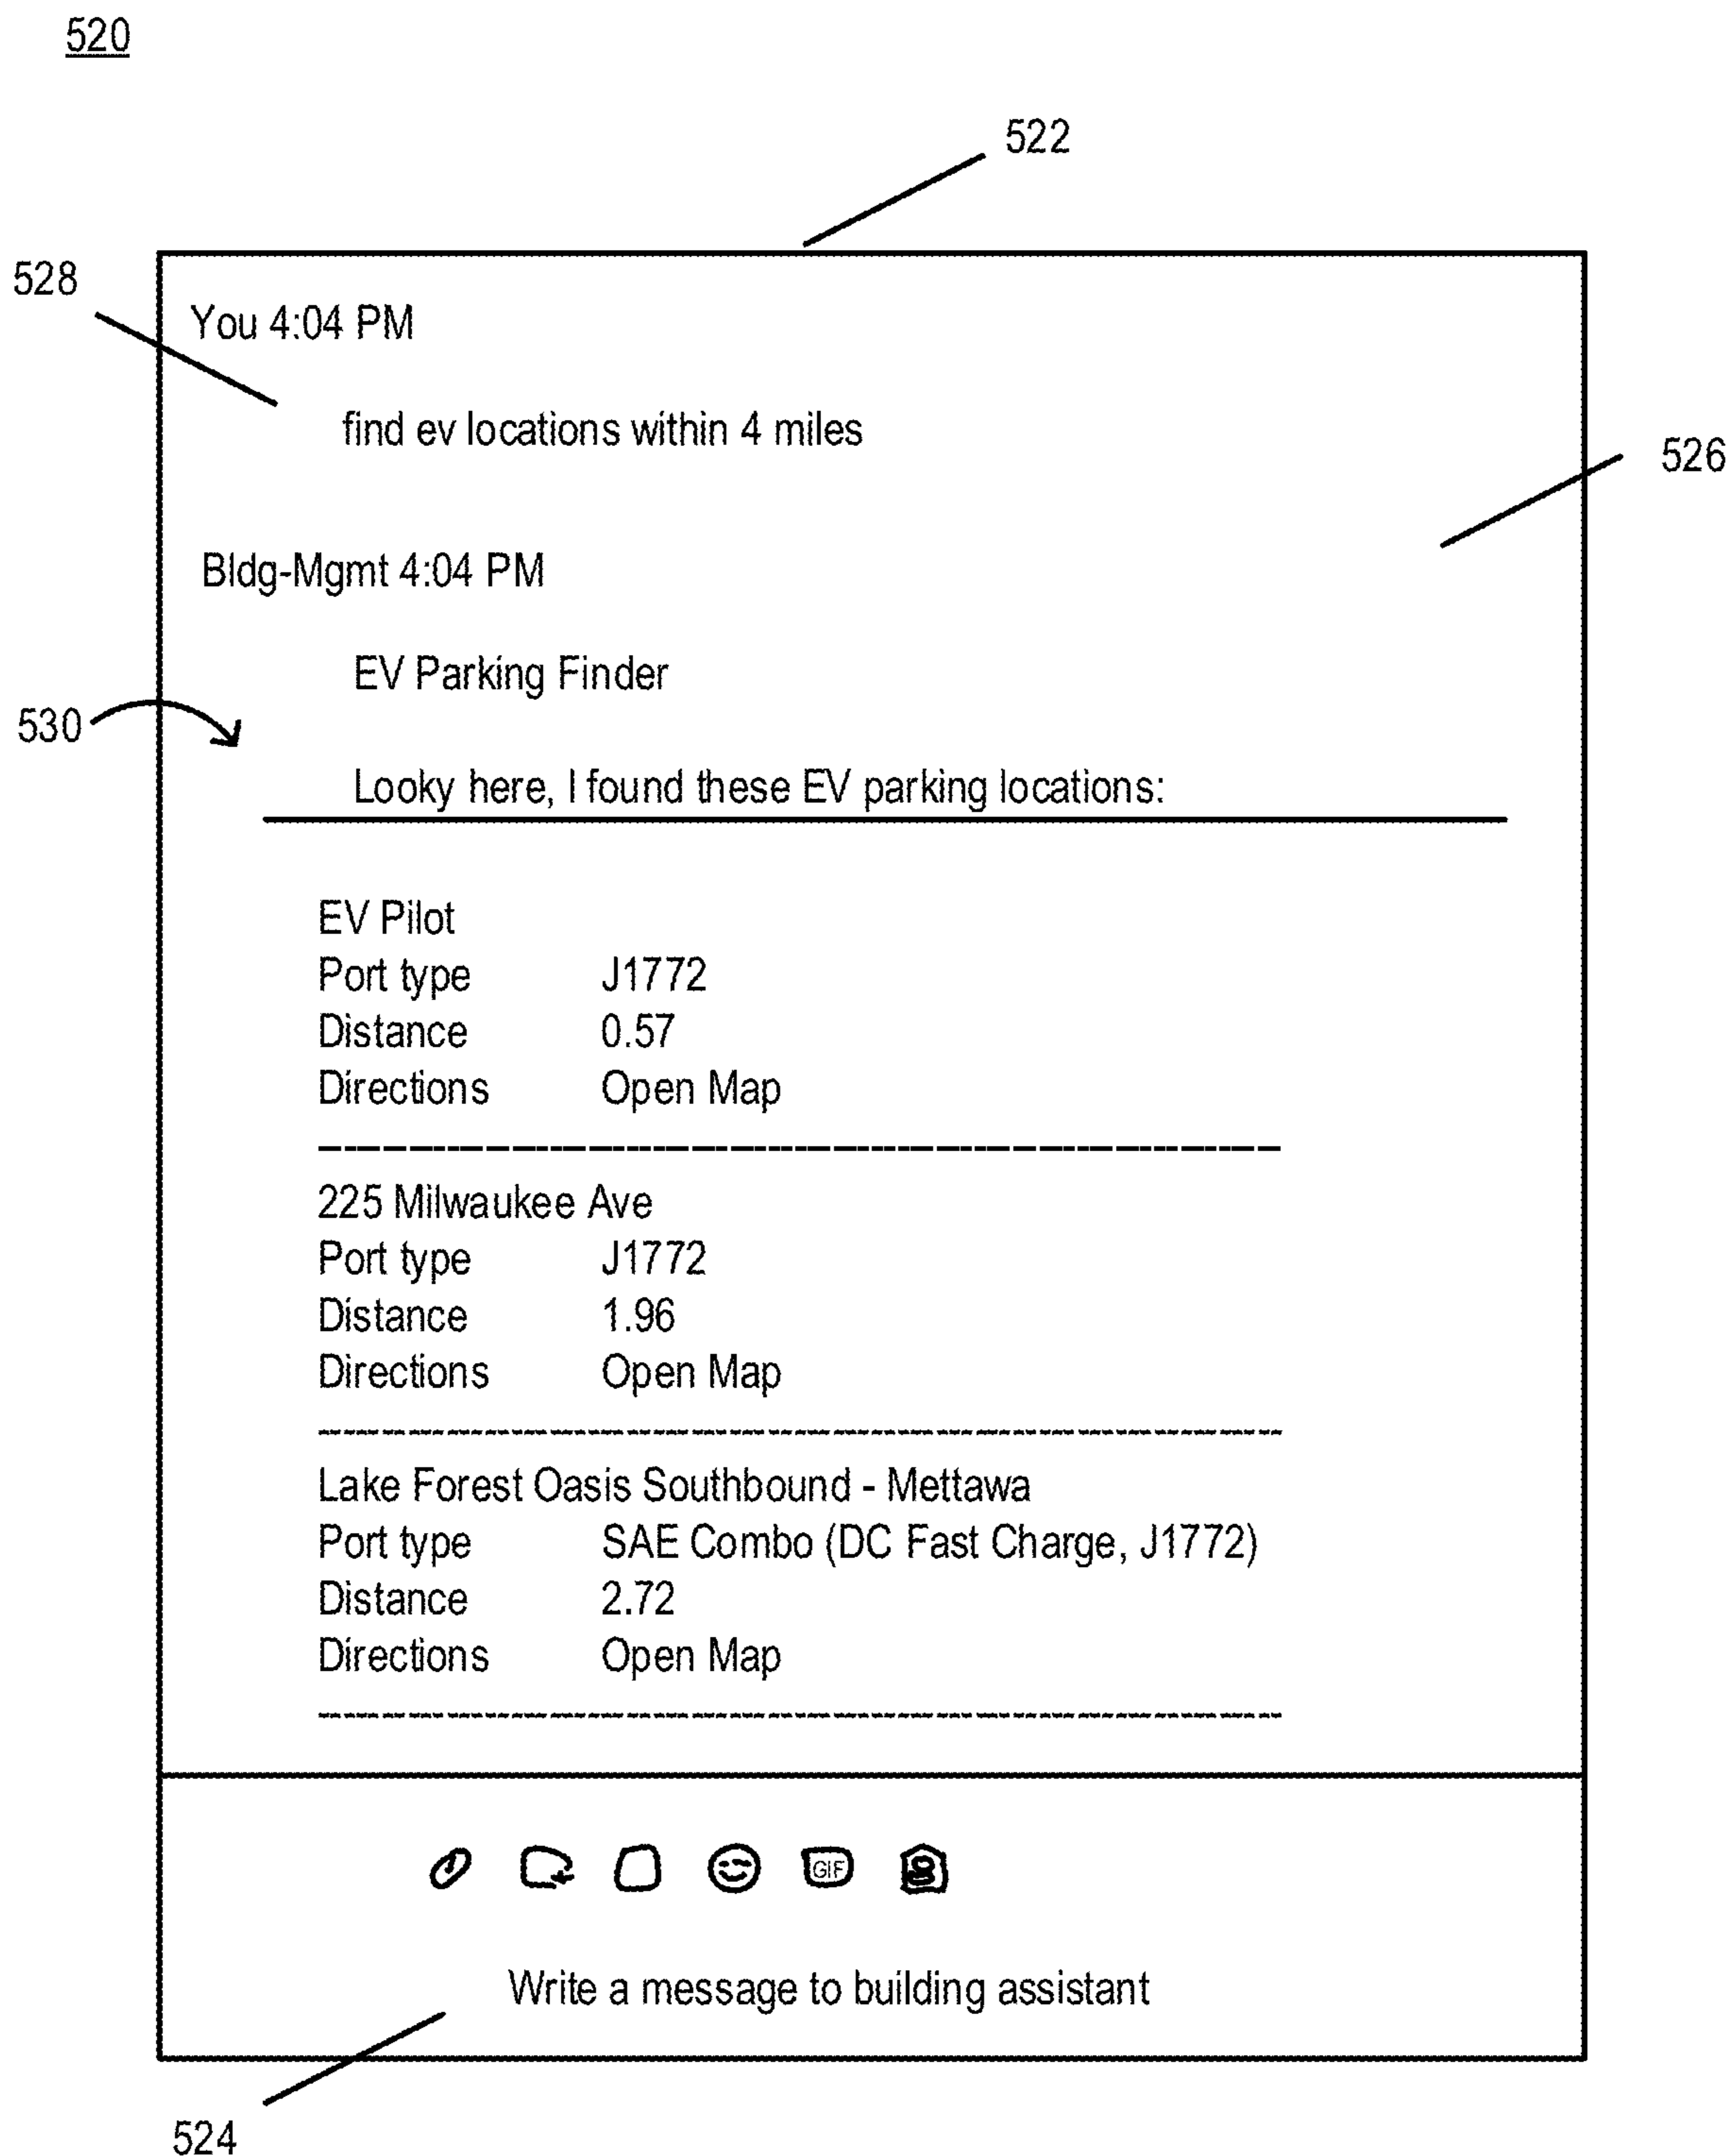 520
522
528
You 4:04 PM
find ev locations within 4 miles
526
Bldg-Mgmt 4:04 PM
EV Parking Finder
530
Looky here, I found these EV parking locations:
EV Pilot
Port type J1772
Distance 0.57
Directions Open Map
225 Milwaukee Ave
Port type J1772
Distance 1.96
Directions Open Map
Lake Forest Oasis Southbound - Mettawa
Port type SAE Combo (DC Fast Charge, J1772)
Distance 2.72
Directions Open Map
GIF
Write a message to building assistant
524